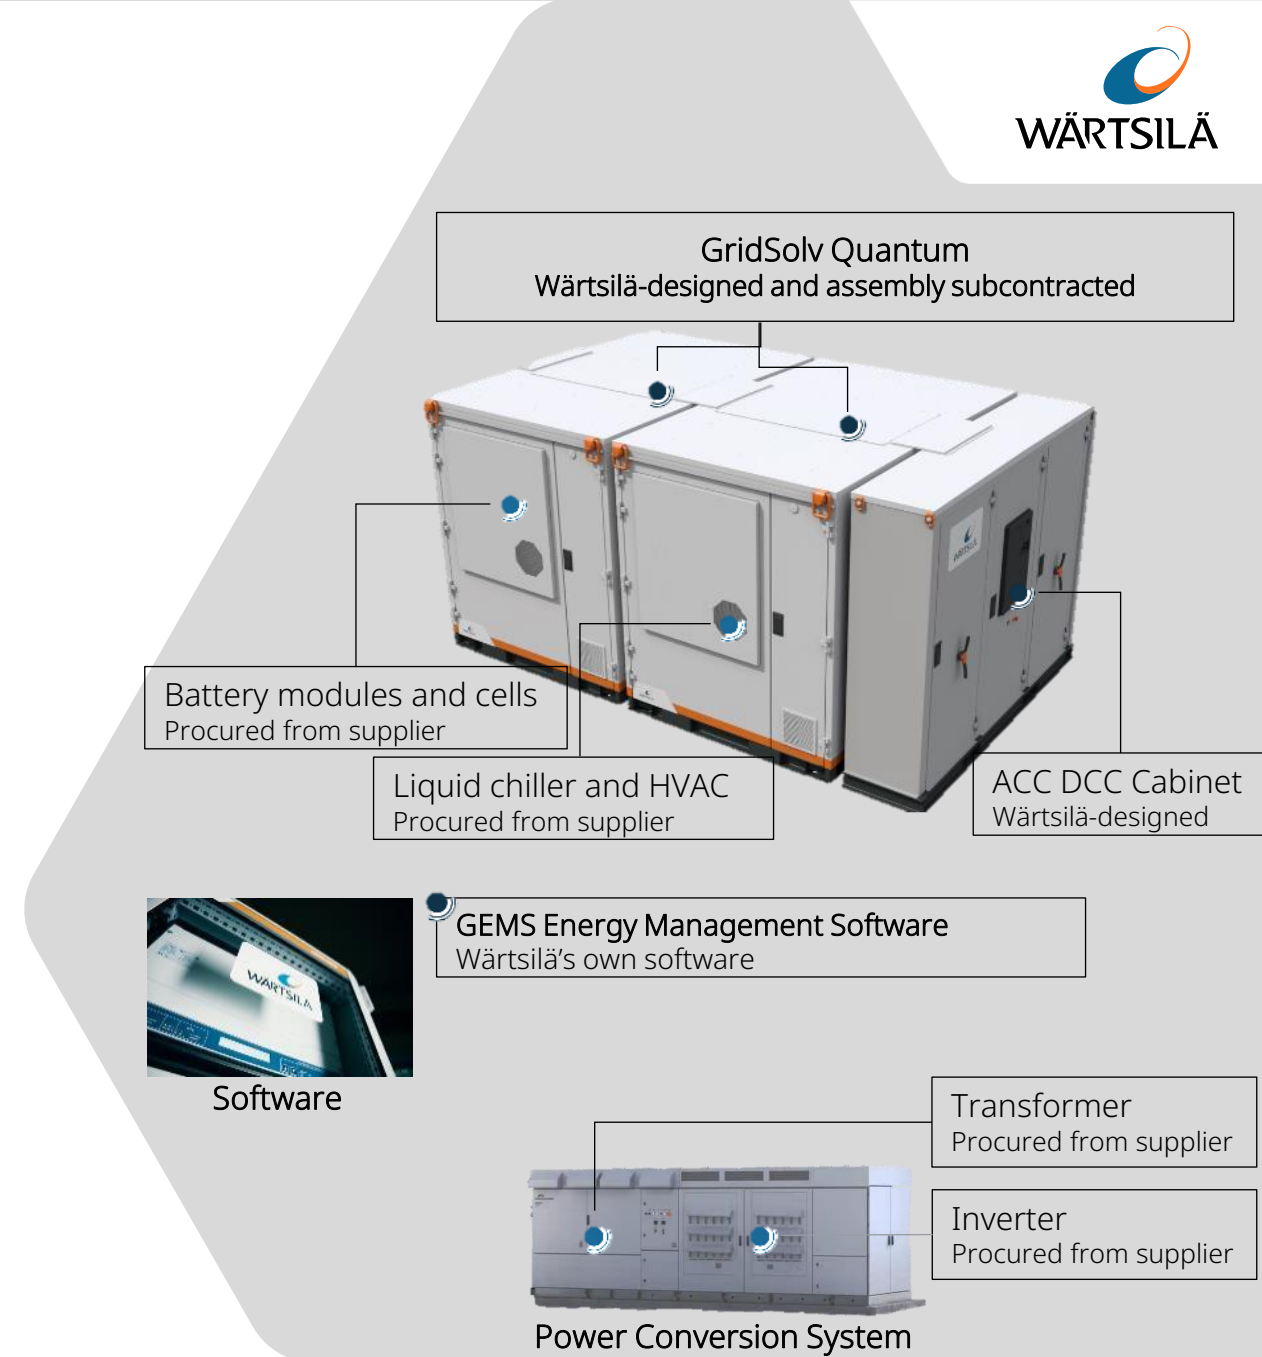 WÄRTSILÄ
GridSolv Quantum
Wärtsilä-designed and assembly subcontracted
WÄRTSILÄ
Battery modules and cells
Procured from supplier
Liquid chiller and HVAC
Procured from supplier
ACC DCC Cabinet
Wärtsilä-designed
GEMS Energy Management Software
Wärtsilä’s own software
WÄRTSILÄ
Software
Transformer
Procured from supplier
Inverter
Procured from supplier
Power Conversion System